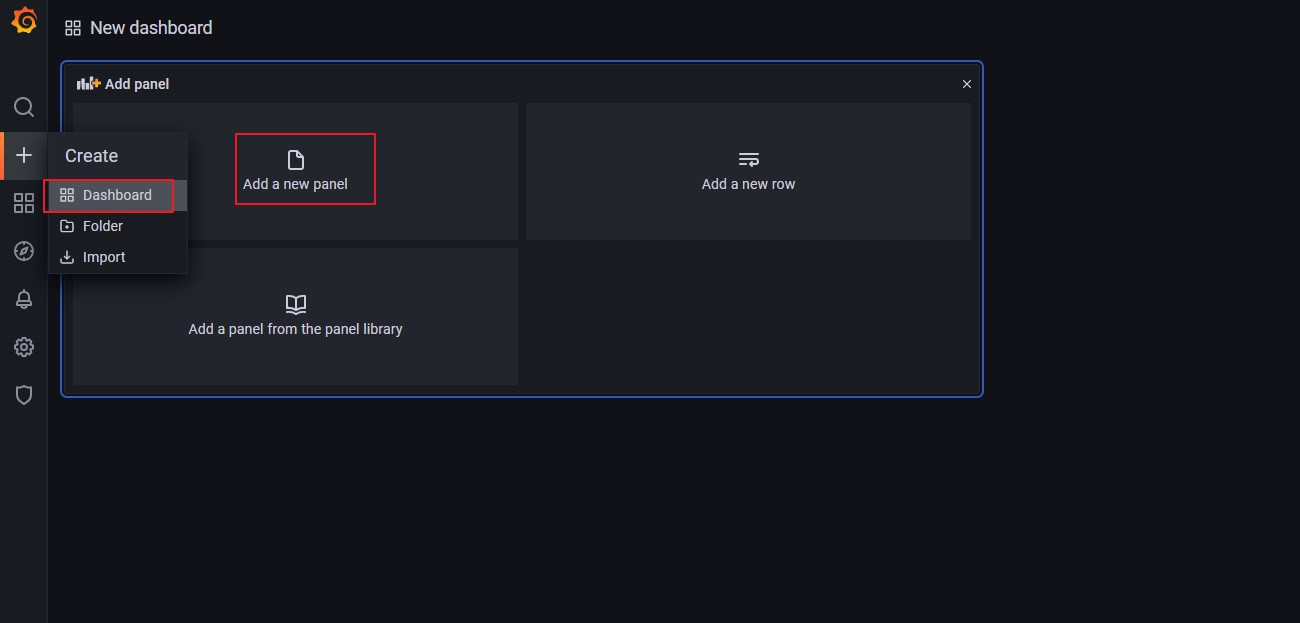 New dashboard
Add panel
Create
Dashboard
Folder
Import
Add a new panel
Add a new row
Add a panel from the panel library